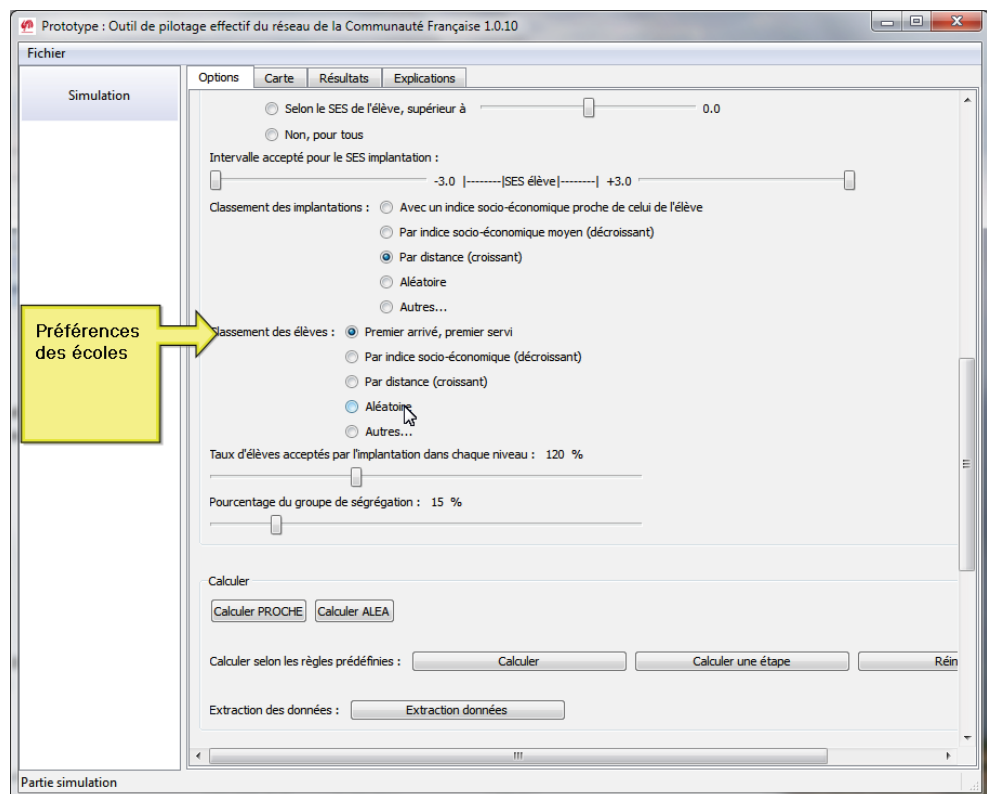 Prototype : Outil de pilotage effectif du réseau de la Communauté Française 1.0.10
Fichier
Simulation
Options Carte Résultats Explications
Selon le SES de l'élève, supérieur à 0.0
Non, pour tous
Intervalle accepté pour le SES implantation :
-3.0 |--------|SES élève|--------| +3.0
Classement des implantations : Avec un indice socio-économique proche de celui de l'élève
Par indice socio-économique moyen (décroissant)
Par distance (croissant)
Aléatoire
Autres...
Préférences
des écoles
Classement des élèves : Premier arrivé, premier servi
Par indice socio-économique (décroissant)
Par distance (croissant)
Aléatoire
Autres...
Taux d'élèves acceptés par l'implantation dans chaque niveau : 120 %
Pourcentage du groupe de ségrégation : 15 %
Calculer
Calculer PROCHE Calculer ALEA
Calculer selon les règles prédéfinies : Calculer Calculer une étape Réin
Extraction des données : Extraction données
Partie simulation